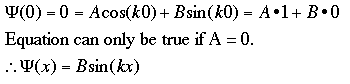 Ψ(0) = 0 = Acos(k0) + Bsin(k0) = A•1 + B•0
Equation can only be true if A = 0.
∴Ψ(x) = Bsin(kx)